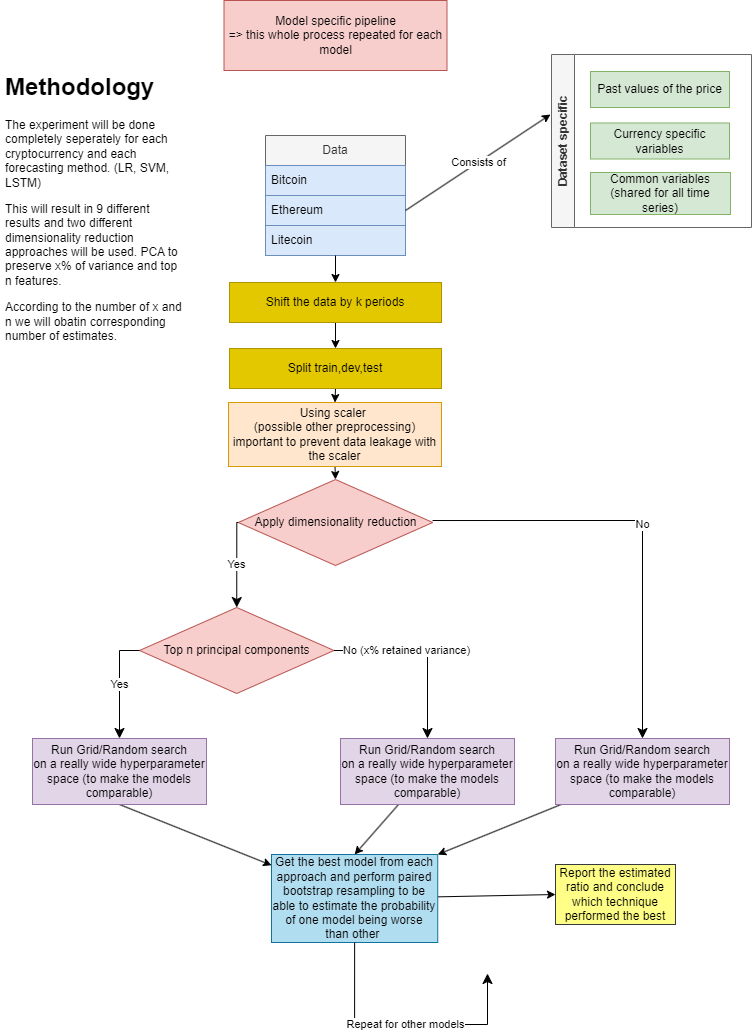 Model specific pipeline
=> this whole process repeated for each
model
Methodology
The experiment will be done
completely seperately for each
cryptocurrency and each
forecasting method. (LR, SVM,
LSTM)
This will result in 9 different
results and two different
dimensionality reduction
approaches will be used. PCA to
preserve x% of variance and top
n features.
According to the number of x and
n we will obatin corresponding
number of estimates.
Data
Bitcoin
Ethereum
Litecoin
Consists of
Dataset specific
Past values of the price
Currency specific
variables
Common variables
(shared for all time
series)
Shift the data by k periods
Split train,dev,test
Using scaler
(possible other preprocessing)
important to prevent data leakage with
the scaler
Apply dimensionality reduction
No
Yes
Top n principal components
No (x% retained variance)
Yes
Run Grid/Random search
on a really wide hyperparameter
space (to make the models
comparable)
Run Grid/Random search
on a really wide hyperparameter
space (to make the models
comparable)
Run Grid/Random search
on a really wide hyperparameter
space (to make the models
comparable)
Get the best model from each
approach and perform paired
bootstrap resampling to be
able to estimate the probability
of one model being worse
than other
Report the estimated
ratio and conclude
which technique
performed the best
Repeat for other models